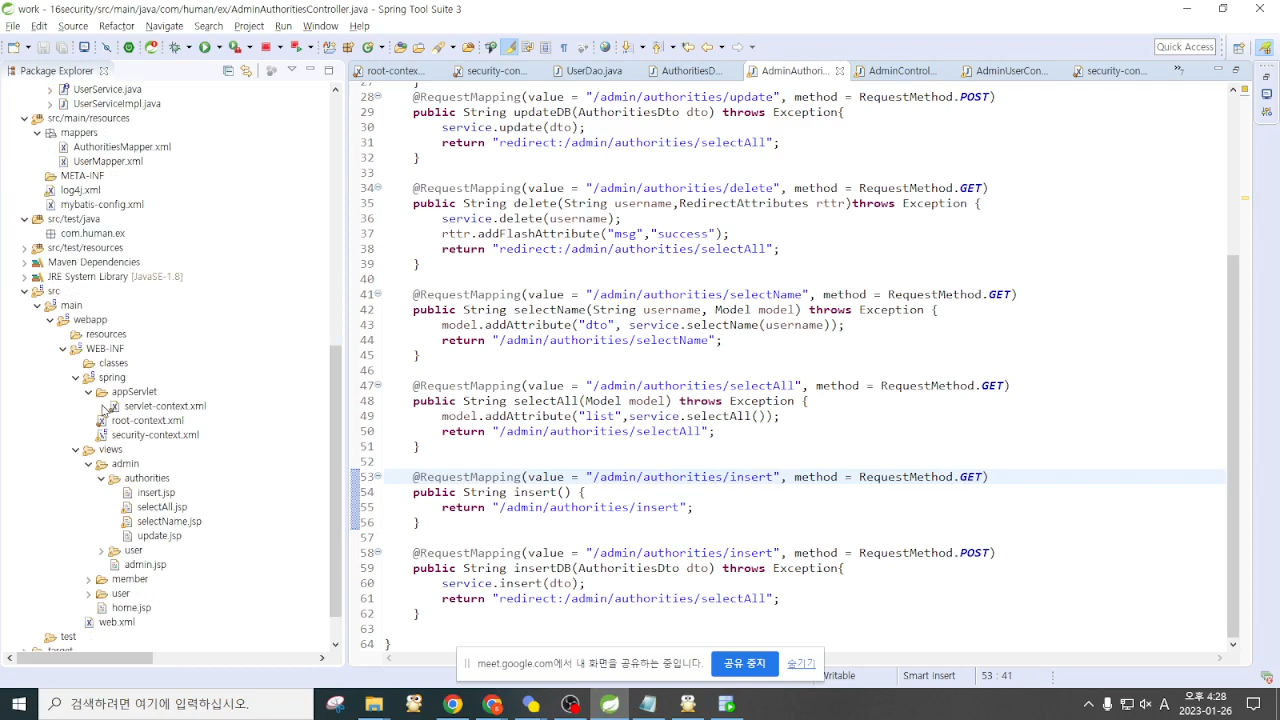 work - 16security/src/main/java/com/human/ex/AdminAuthoritiesController.java - Spring Tool Suite 3
File Edit Source Refactor Navigate Search Project Run Window Help
Quick Access
Package Explorer
root-contex...
security-con...
UserDao.java
AuthoritiesD...
AdminAuthori...
AdminControl...
AdminUserCon...
security-con...
»7
UserService.java
UserServiceImpl.java
src/main/resources
mappers
AuthoritiesMapper.xml
UserMapper.xml
META-INF
log4j.xml
mybatis-config.xml
src/test/java
com.human.ex
src/test/resources
Maven Dependencies
JRE System Library [JavaSE-1.8]
src
main
webapp
resources
WEB-INF
classes
spring
appServlet
servlet-context.xml
root-context.xml
security-context.xml
views
admin
authorities
insert.jsp
selectAll.jsp
selectName.jsp
update.jsp
user
admin.jsp
member
user
home.jsp
web.xml
test
target
27 }
28 @RequestMapping(value = "/admin/authorities/update", method = RequestMethod.POST)
29 public String updateDB(AuthoritiesDto dto) throws Exception{
30 service.update(dto);
31 return "redirect:/admin/authorities/selectAll";
32 }
33
34 @RequestMapping(value = "/admin/authorities/delete", method = RequestMethod.GET)
35 public String delete(String username,RedirectAttributes rttr)throws Exception {
36 service.delete(username);
37 rttr.addFlashAttribute("msg","success");
38 return "redirect:/admin/authorities/selectAll";
39 }
40
41 @RequestMapping(value = "/admin/authorities/selectName", method = RequestMethod.GET)
42 public String selectName(String username, Model model) throws Exception {
43 model.addAttribute("dto", service.selectName(username));
44 return "/admin/authorities/selectName";
45 }
46
47 @RequestMapping(value = "/admin/authorities/selectAll", method = RequestMethod.GET)
48 public String selectAll(Model model) throws Exception {
49 model.addAttribute("list",service.selectAll());
50 return "/admin/authorities/selectAll";
51 }
52
53 @RequestMapping(value = "/admin/authorities/insert", method = RequestMethod.GET)
54 public String insert() {
55 return "/admin/authorities/insert";
56 }
57
58 @RequestMapping(value = "/admin/authorities/insert", method = RequestMethod.POST)
59 public String insertDB(AuthoritiesDto dto) throws Exception{
60 service.insert(dto);
61 return "redirect:/admin/authorities/selectAll";
62 }
63
64 }
meet.google.com에서 내 화면을 공유하는 중입니다. 공유 중지 숨기기
Writable Smart Insert 53 : 41
검색하려면 여기에 입력하십시오.
A
오후 4:28
2023-01-26